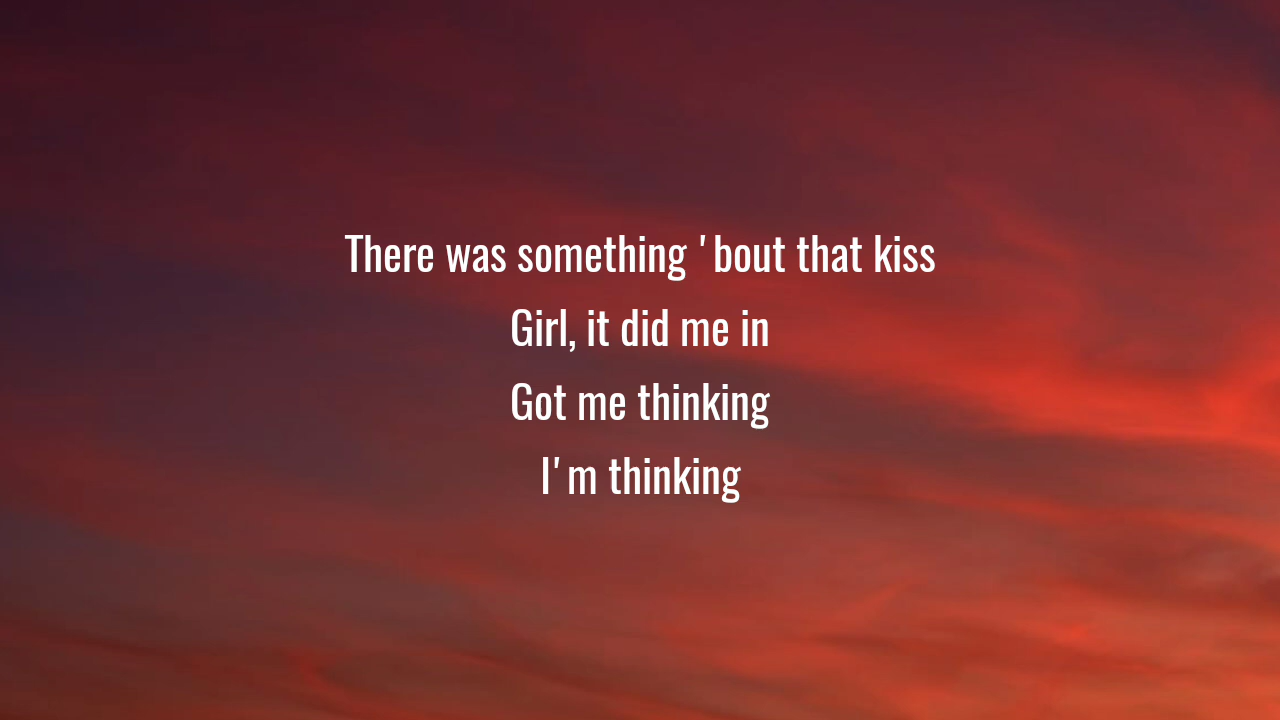 There was something 'bout that kiss
Girl, it did me in
Got me thinking
I'm thinking